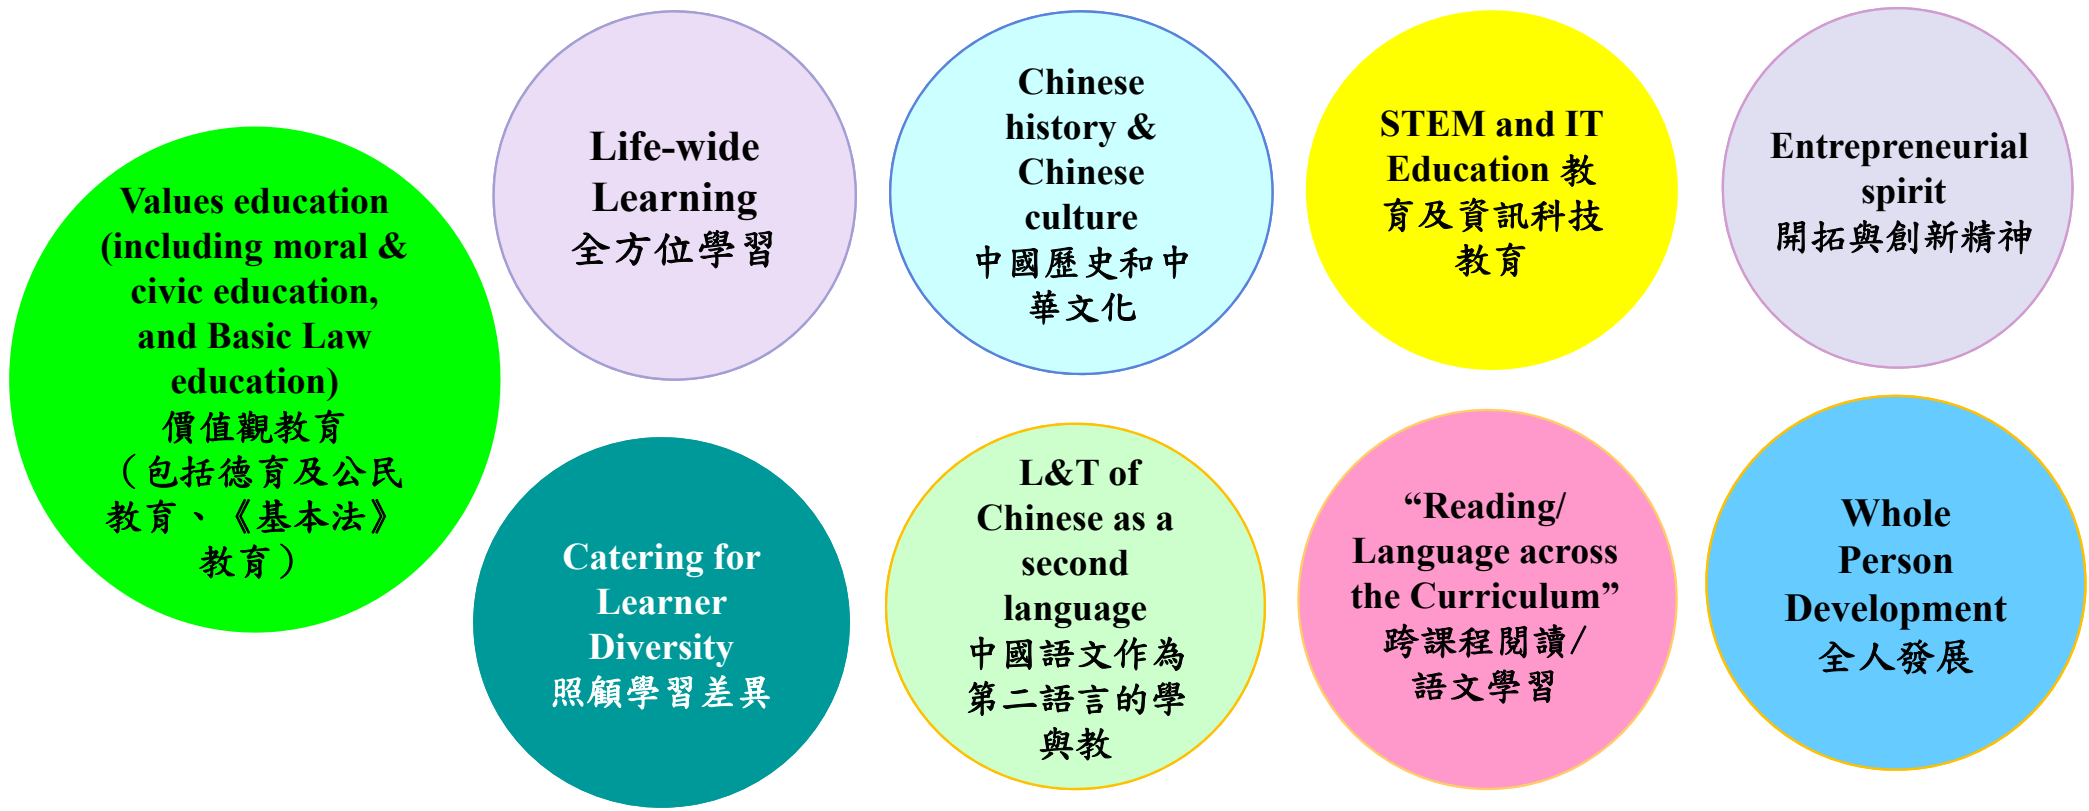 Values education
(including moral &
civic education,
and Basic Law
education)
價值觀教育
（包括德育及公民
教育、《基本法》
教育）
Life-wide
Learning
全方位學習
Chinese
history &
Chinese
culture
中國歷史和中
華文化
STEM and IT
Education 教
育及資訊科技
教育
Entrepreneurial
spirit
開拓與創新精神
Catering for
Learner
Diversity
照顧學習差異
L&T of
Chinese as a
second
language
中國語文作為
第二語言的學
與教
“Reading/
Language across
the Curriculum”
跨課程閱讀/
語文學習
Whole
Person
Development
全人發展